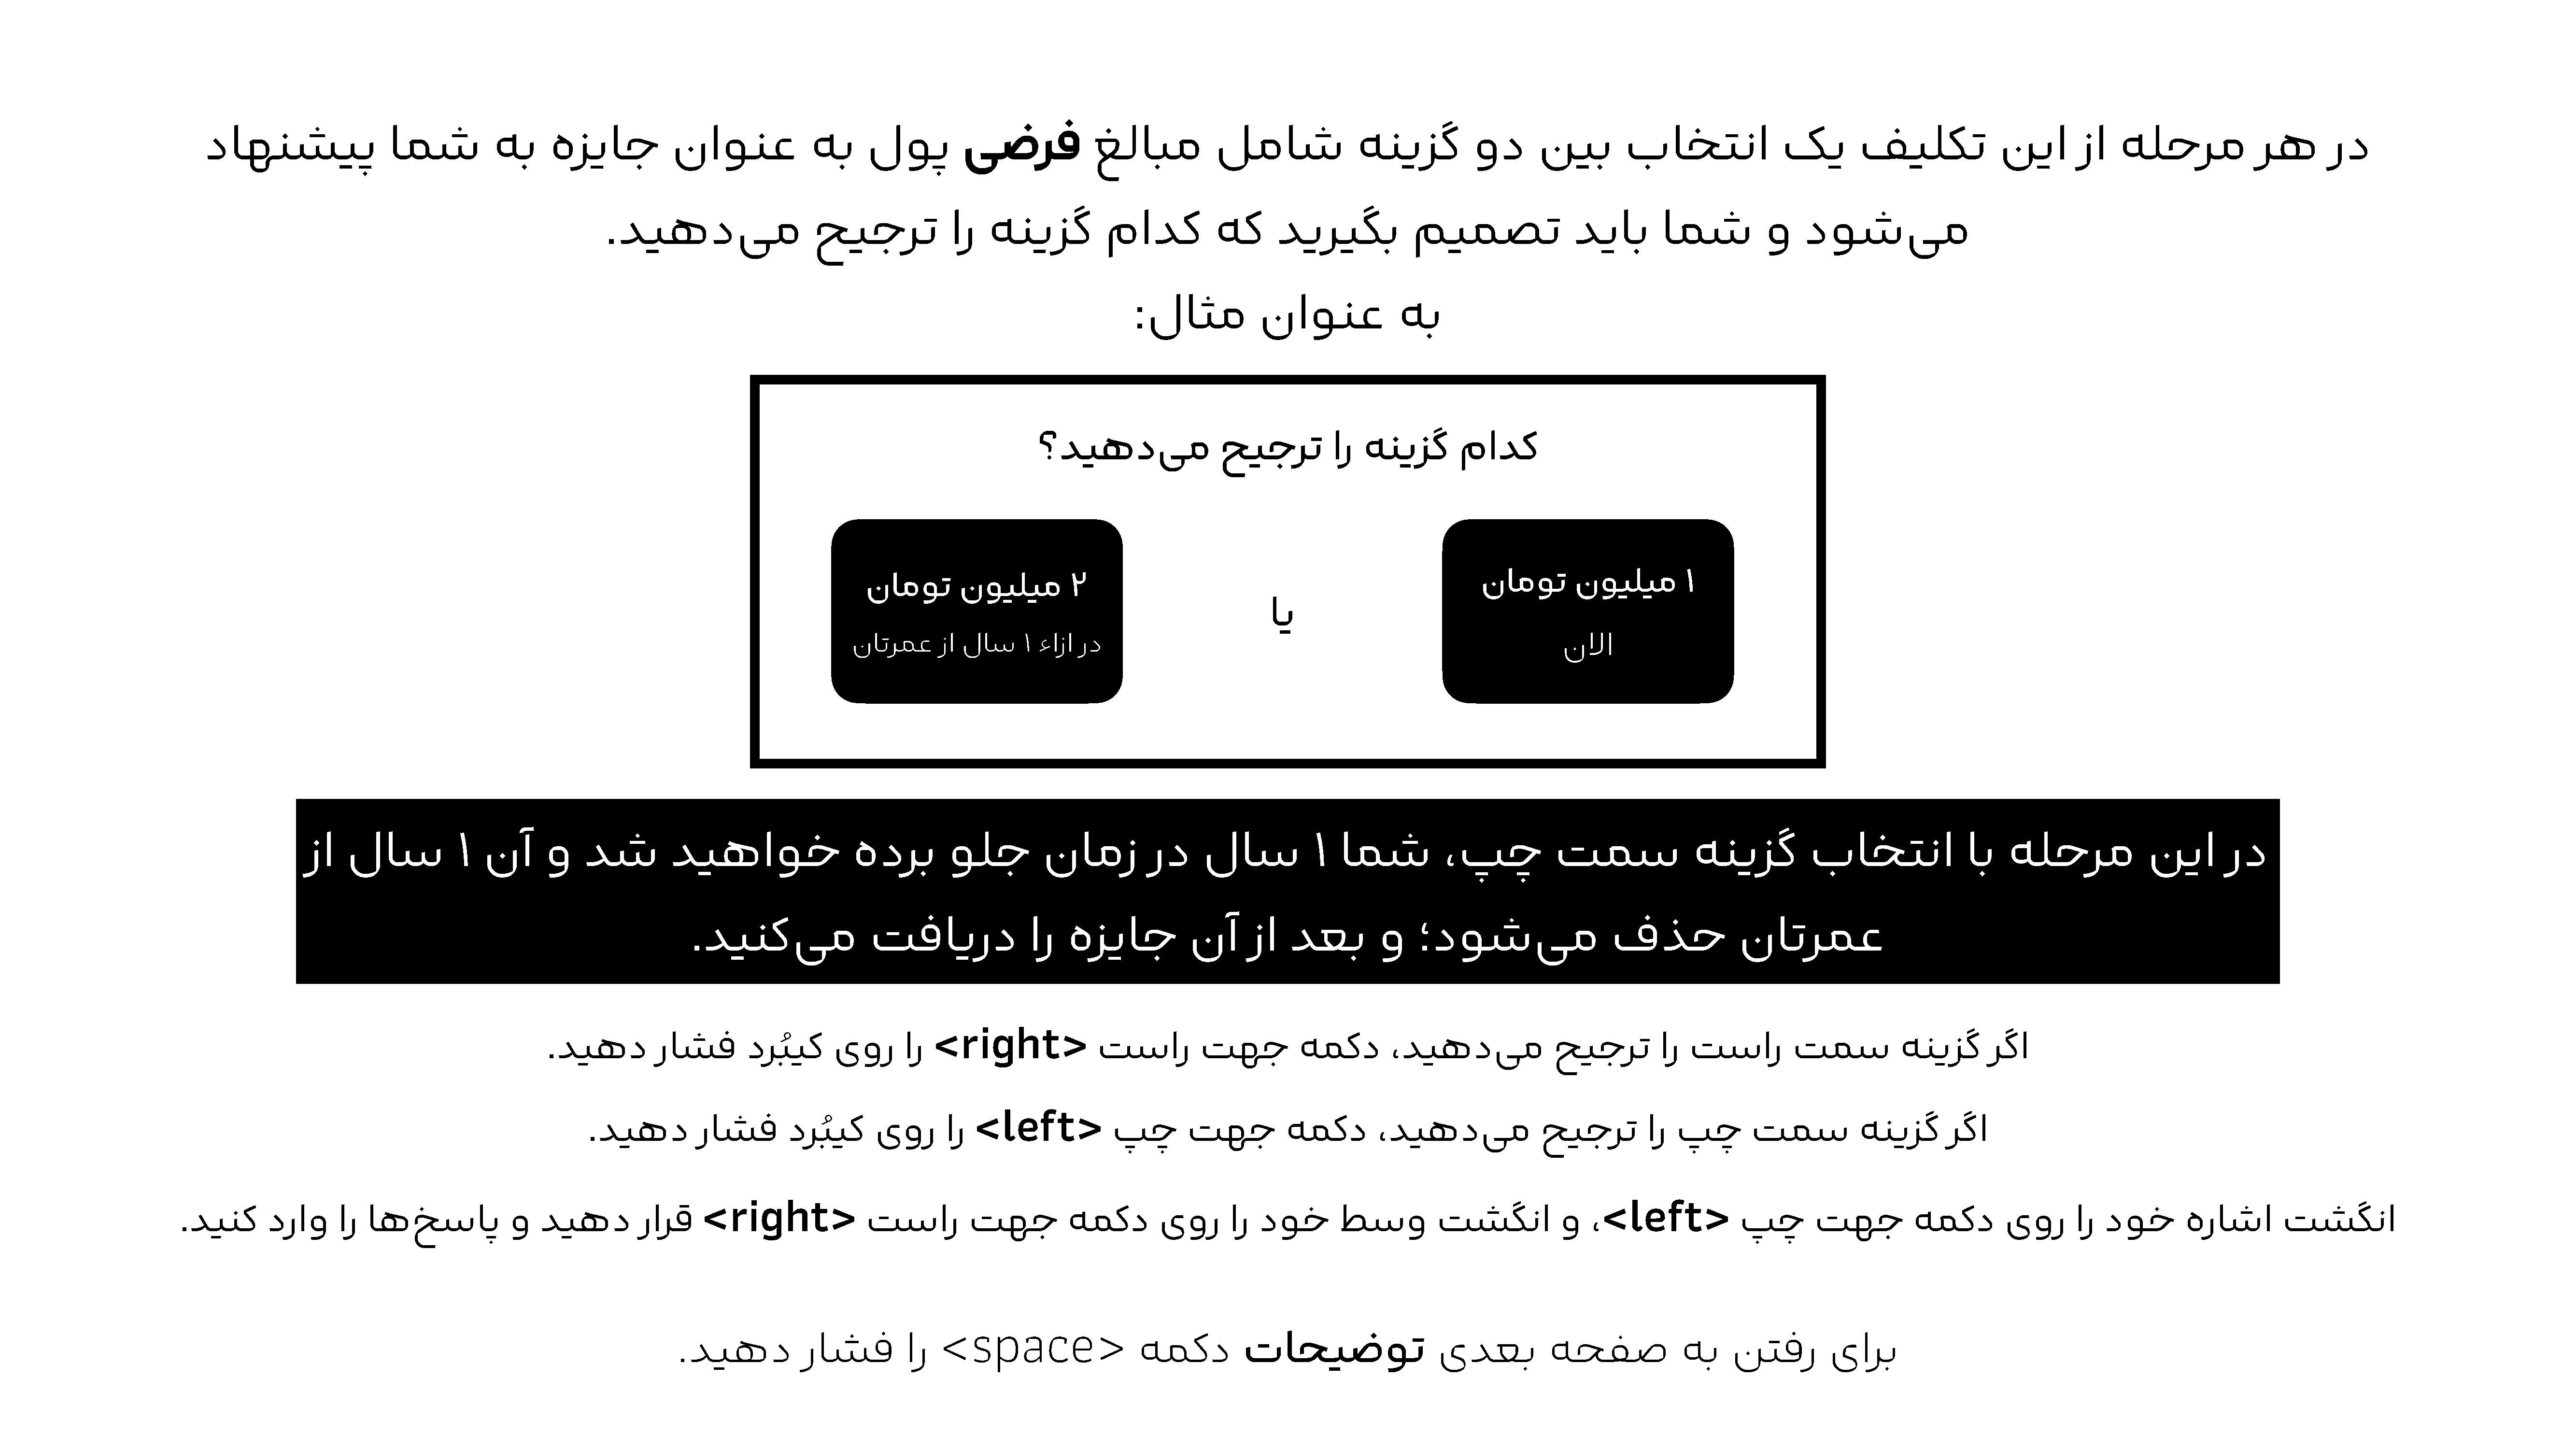 در هر مرحله از این تکلیف یک انتخاب بین دو گزینه شامل مبالغ فرضی پول به عنوان جایزه به شما پیشنهاد
می‌شود و شما باید تصمیم بگیرید که کدام گزینه را ترجیح می‌دهید.
به عنوان مثال:
کدام گزینه را ترجیح می‌دهید؟
۱ میلیون تومان
الان
یا
۲ میلیون تومان
در ازاء ۱ سال از عمرتان
در این مرحله با انتخاب گزینه سمت چپ، شما ۱ سال در زمان جلو برده خواهید شد و آن ۱ سال از
عمرتان حذف می‌شود؛ و بعد از آن جایزه را دریافت می‌کنید.
اگر گزینه سمت راست را ترجیح می‌دهید، دکمه جهت راست <right> را روی کیبُرد فشار دهید.
اگر گزینه سمت چپ را ترجیح می‌دهید، دکمه جهت چپ <left> را روی کیبُرد فشار دهید.
انگشت اشاره خود را روی دکمه جهت چپ <left>، و انگشت وسط خود را روی دکمه جهت راست <right> قرار دهید و پاسخ‌ها را وارد کنید.
برای رفتن به صفحه بعدی توضیحات دکمه <space> را فشار دهید.